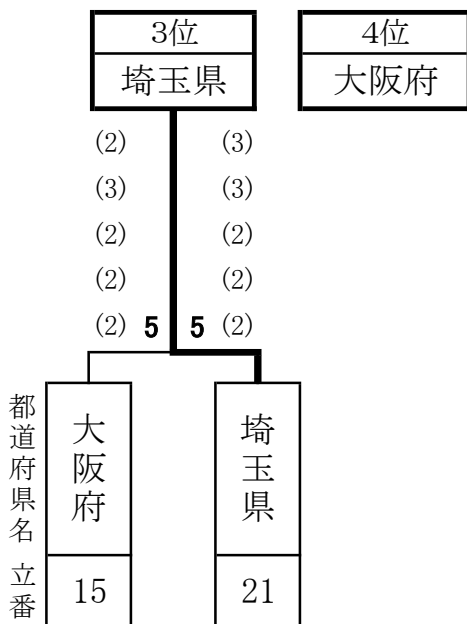 3位 4位
埼玉県 大阪府
(2) (3)
(3) (3)
(2) (2)
(2) (2)
(2) 5 5 (2)
都道府県名 大阪府 埼玉県
立番 15 21